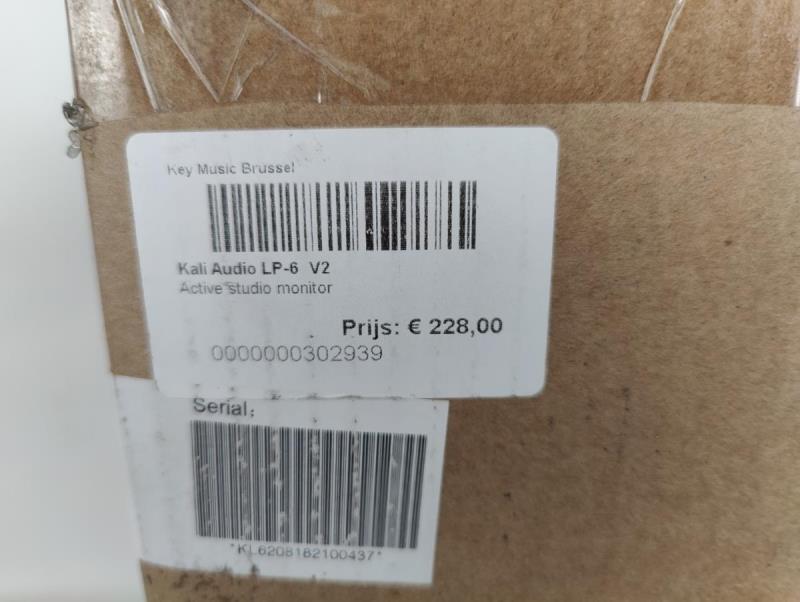 Key Music Brussel
Kali Audio LP-6 V2
Active studio monitor
Prijs: € 228,00
0000000302939
Serial:
*KL6208182100437*